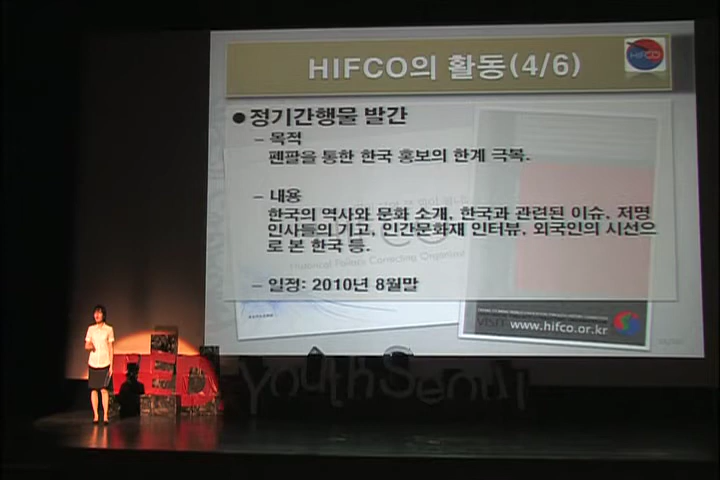 HIFCO의 활동(4/6)
HIFCO
●정기간행물 발간
– 목적
펜팔을 통한 한국 홍보의 한계 극복.
– 내용
한국의 역사와 문화 소개, 한국과 관련된 이슈, 저명
인사들의 기고, 인간문화재 인터뷰, 외국인의 시선으
로 본 한국 등.
– 일정: 2010년 8월말
www.hifco.or.kr
TED
Youth Seoul